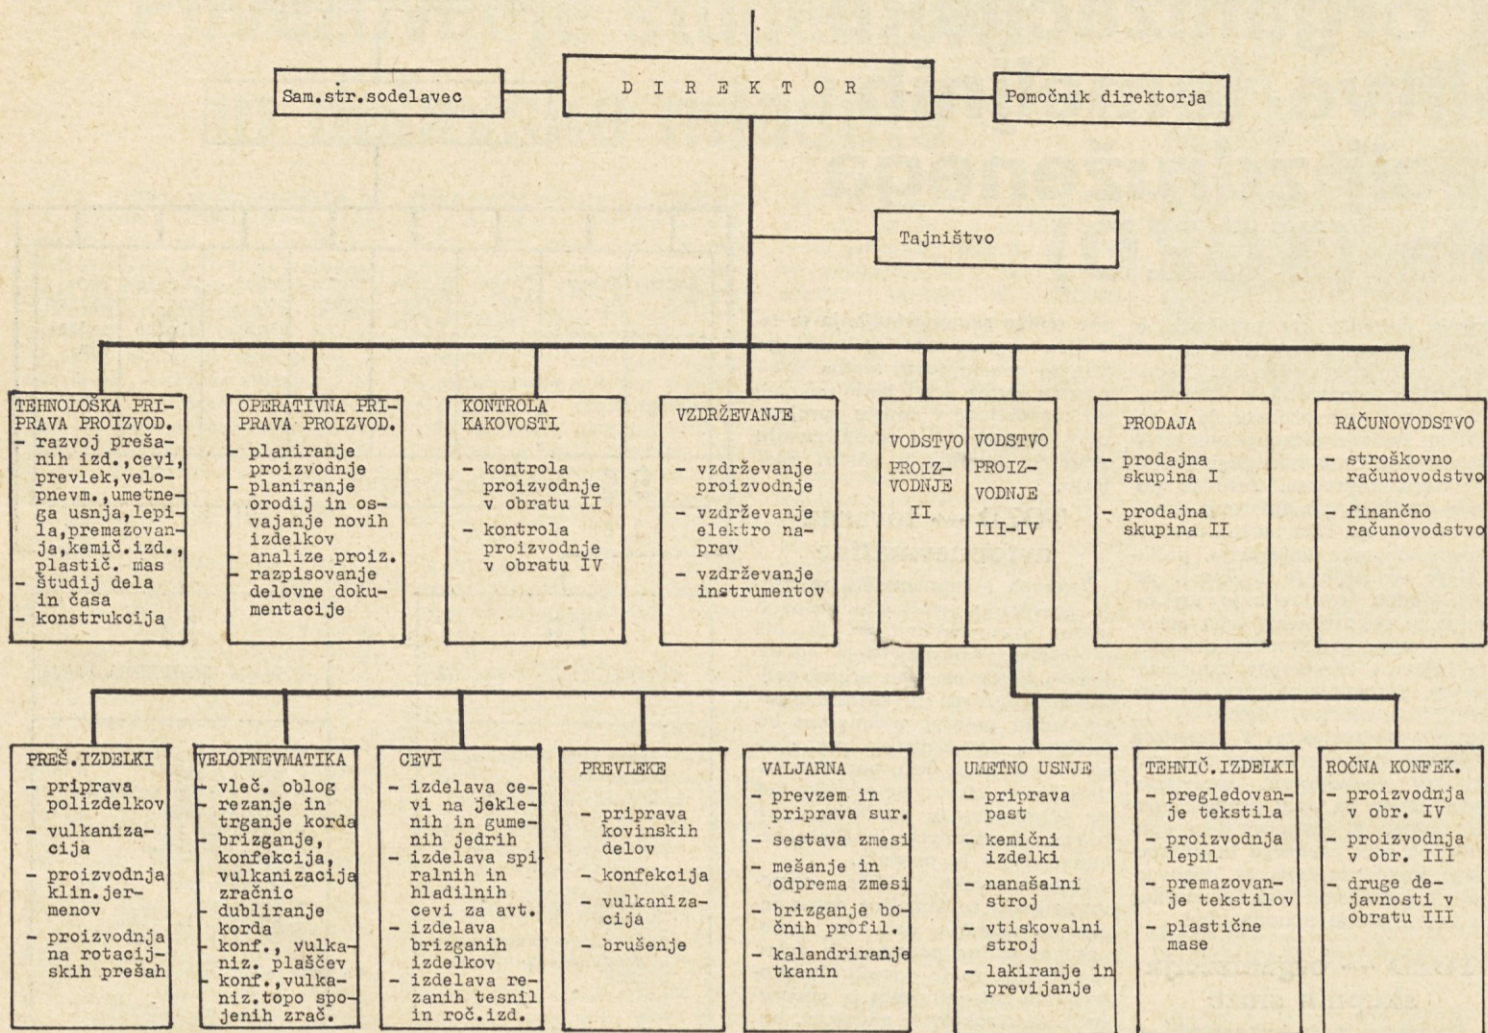 D I R E K T O R
Sam.str.sodelavec
Pomočnik direktorja
Tajništvo
TEHNOLOŠKA PRI-
PRAVA PROIZVOD.
- razvoj preša-
nih izd.,cevi,
prevlek,velo-
pnevm.,umetne-
ga usnja,lepi-
la,premazovan-
ja,kemič.izd.,
plastič. mas
- študij dela
in časa
- konstrukcija
OPERATIVNA PRI-
PRAVA PROIZVOD.
- planiranje
proizvodnje
- planiranje
orodij in os-
vajanje novih
izdelkov
- analize proiz.
- razpisovanje
delovne doku-
mentacije
KONTROLA
KAKOVOSTI
- kontrola
proizvodnje
v obratu II
- kontrola
proizvodnje
v obratu IV
VZDRŽEVANJE
- vzdrževanje
proizvodnje
- vzdrževanje
elektro na-
prav
- vzdrževanje
instrumentov
VODSTVO
PROIZ-
VODNJE
II
VODSTVO
PROIZ-
VODNJE
III-IV
PRODAJA
- prodajna
skupina I
- prodajna
skupina II
RAČUNOVODSTVO
- stroškovno
računovodstvo
- finančno
računovodstvo
PREŠ.IZDELKI
- priprava
polizdelkov
- vulkaniza-
cija
- proizvodnja
klin.jer-
menov
- proizvodnja
na rotacij-
skih prešah
VELOPNEVMATIKA
- vleč. oblog
- rezanje in
trganje korda
- brizganje,
konfekcija,
vulkanizacija
zračnic
- dubliranje
korda
- konf., vulka-
niz. plaščev
- konf.,vulka-
niz.topo spo-
jenih zrač.
CEVI
- izdelava ce-
vi na jekle-
nih in gume-
nih jedrih
- izdelava spi
ralnih in
hladilnih
cevi za avt.
- izdelava
brizganih
izdelkov
- izdelava re-
zanih tesnil
in roč.izd.
PREVLEKE
- priprava
kovinskih
delov
- konfekcija
- vulkaniza-
cija
- brušenje
VALJARNA
- prevzem in
priprava sur.
- sestava zmesi
- mešanje in
odprema zmesi
- brizganje bo-
čnih profil.
- kalandriranje
tkanin
UMETNO USNJE
- priprava
past
- kemični
izdelki
- nanašalni
stroj
- vtiskovalni
stroj
- lakiranje in
previjanje
TEHNIČ.IZDELKI
- pregledovan-
je tekstila
- proizvodnja
lepil
- premazovan-
je tekstilov
- plastične
mase
ROČNA KONFEK.
- proizvodnja
v obr. IV
- proizvodnja
v obr. III
- druge de-
javnosti v
obratu III